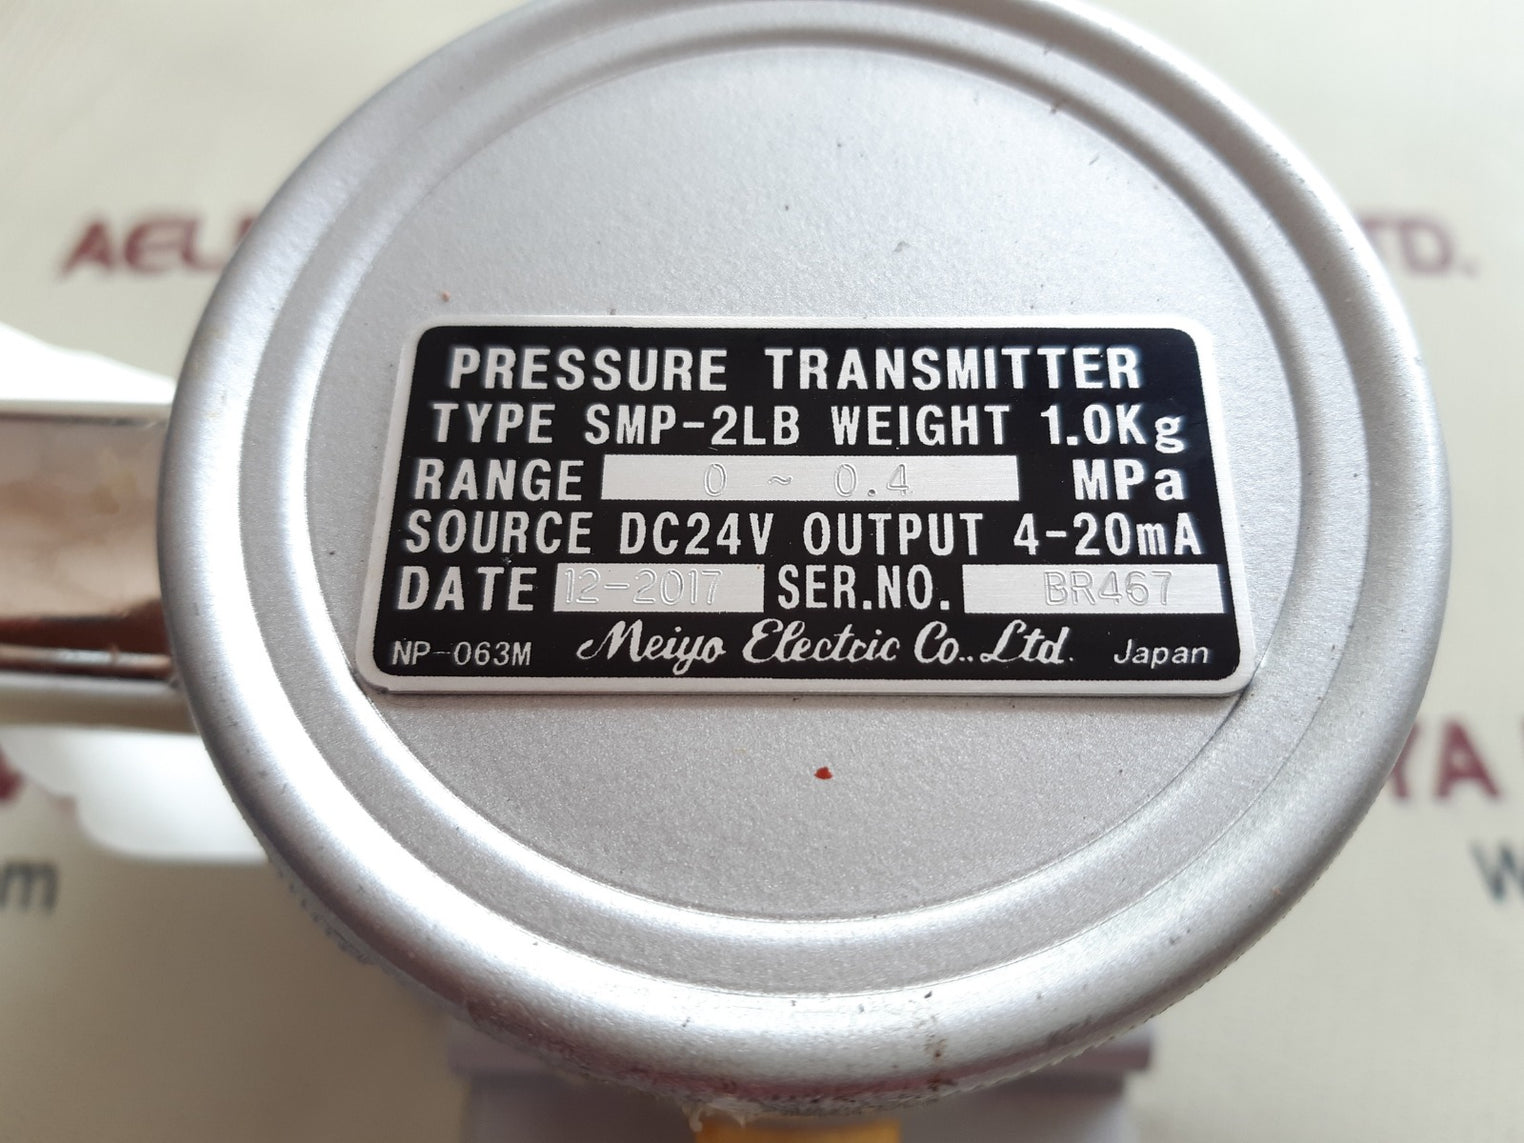 PRESSURE TRANSMITTER
TYPE SMP-2LB WEIGHT 1.0Kg
RANGE 0 ~ 0.4 MPa
SOURCE DC24V OUTPUT 4-20mA
DATE 12-2017 SER.NO. BR467
NP-063M Meiyo Electric Co.,Ltd. Japan